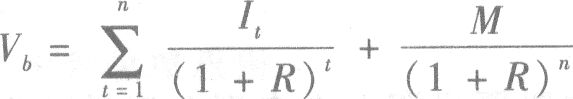 $V_b = \sum_{t=1}^{n} \frac{I_t}{(1+R)^t} + \frac{M}{(1+R)^n}$